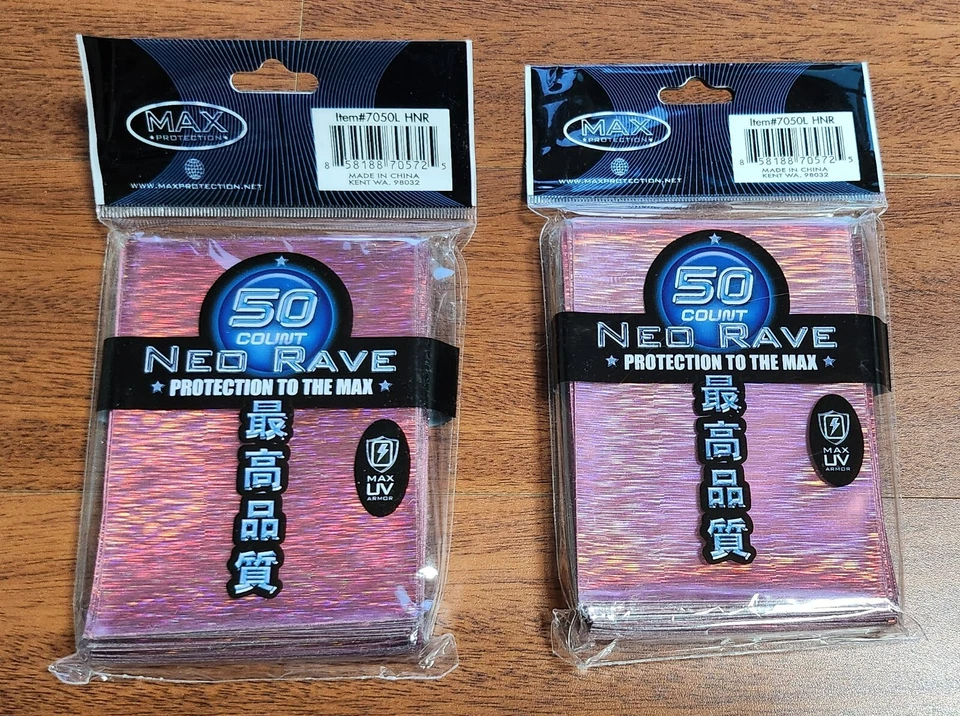 MAX
PROTECTION
WWW.MAXPROTECTION.NET
Item#7050L HNR
8 58188 70572 5
MADE IN CHINA
KENT WA. 98032
50
COUNT
NEO RAVE
PROTECTION TO THE MAX
最
高
品
質
MAX
UV
ARMOR
MAX
PROTECTION
WWW.MAXPROTECTION.NET
Item#7050L HNR
8 58188 70572 5
MADE IN CHINA
KENT WA. 98032
50
COUNT
NEO RAVE
PROTECTION TO THE MAX
最
高
品
質
MAX
UV
ARMOR